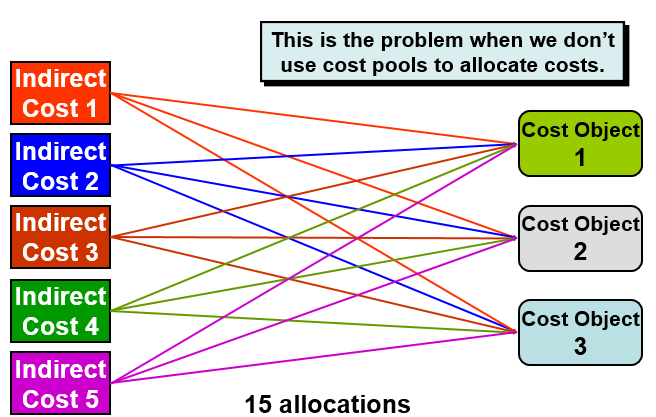 This is the problem when we don’t
use cost pools to allocate costs.
Indirect
Cost 1
Indirect
Cost 2
Indirect
Cost 3
Indirect
Cost 4
Indirect
Cost 5
Cost Object
1
Cost Object
2
Cost Object
3
15 allocations